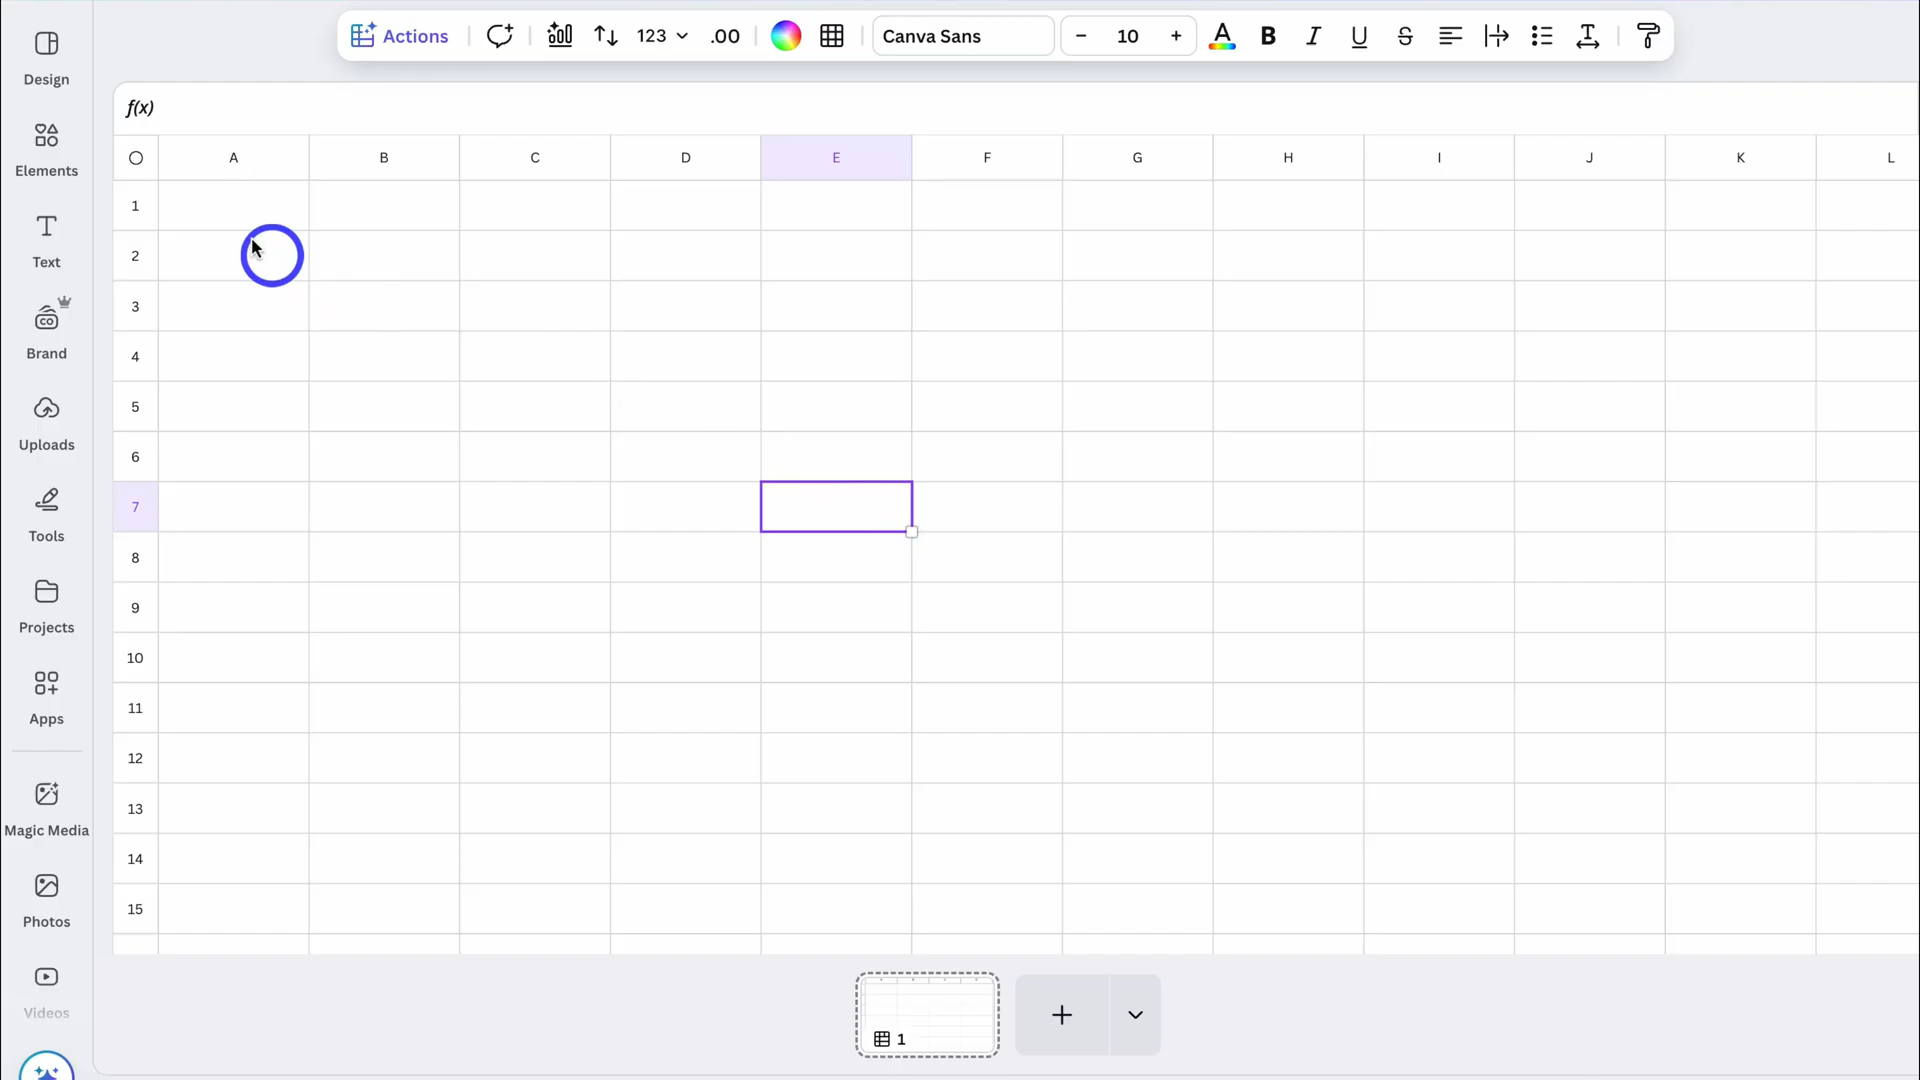 Actions 123 .00 Canva Sans − 10 + A B I U S
Design
f(x)
A B C D E F G H I J K L
Elements
1
Text
2
3
CO
Brand
4
5
Uploads
6
7
Tools
8
9
Projects
10
11
Apps
12
13
Magic Media
14
15
Photos
Videos
1 +